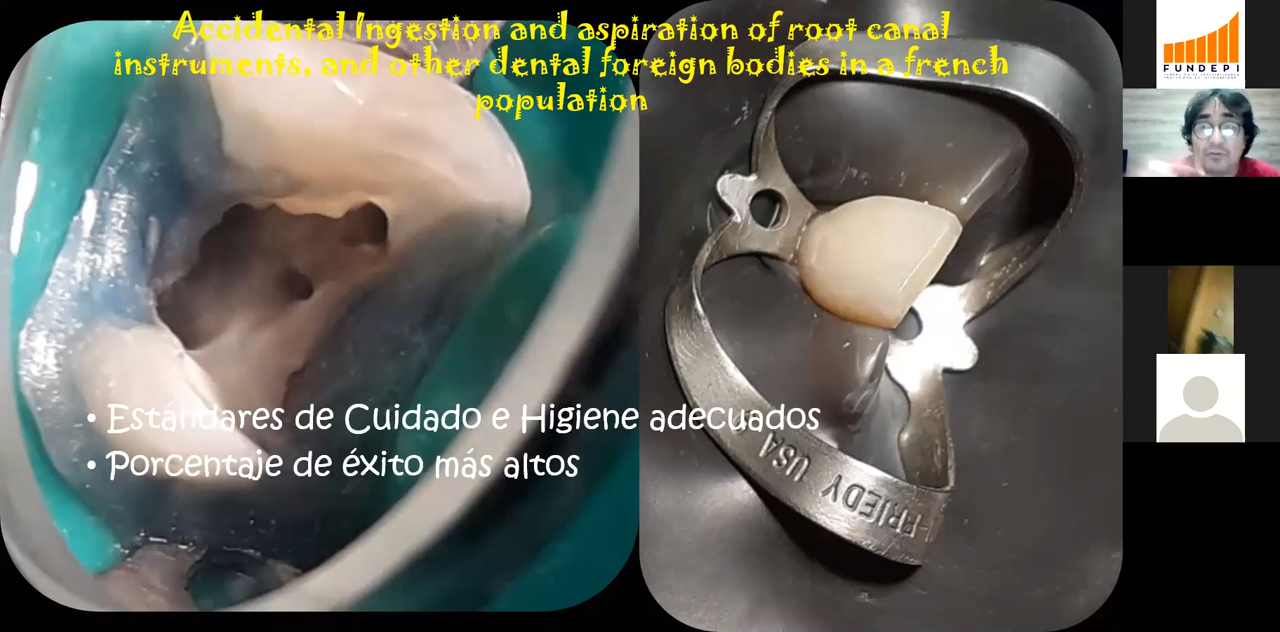 Accidental Ingestion and aspiration of root canal
instruments, and other dental foreign bodies in a french
population
• Estándares de Cuidado e Higiene adecuados
• Porcentaje de éxito más altos
FRIEDY USA
FUNDEPI